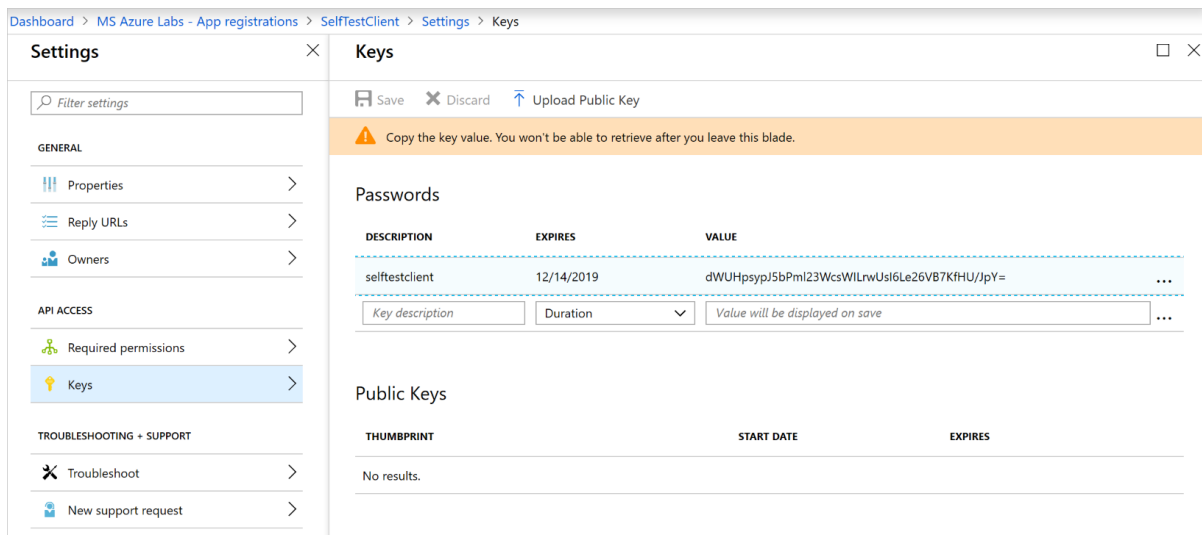 Dashboard > MS Azure Labs - App registrations > SelfTestClient > Settings > Keys
Settings
Filter settings
GENERAL
Properties
Reply URLs
Owners
API ACCESS
Required permissions
Keys
TROUBLESHOOTING + SUPPORT
Troubleshoot
New support request
Keys
Save Discard Upload Public Key
Copy the key value. You won't be able to retrieve after you leave this blade.
Passwords
DESCRIPTION EXPIRES VALUE
selftestclient 12/14/2019 dWUHpsypJ5bPml23WcsWILrwUsI6Le26VB7KfHU/JpY=
Key description Duration Value will be displayed on save
Public Keys
THUMBPRINT START DATE EXPIRES
No results.